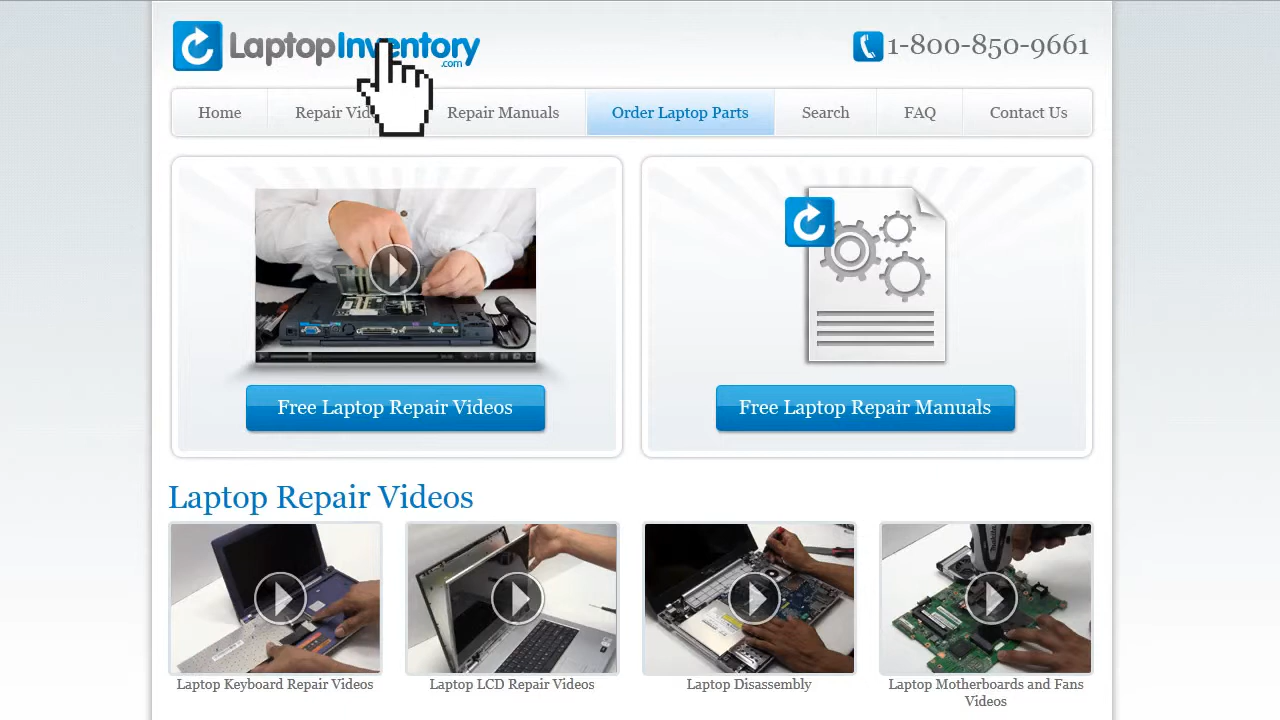 LaptopInventory
.com
1-800-850-9661
Home
Repair Vid
Repair Manuals
Order Laptop Parts
Search
FAQ
Contact Us
Free Laptop Repair Videos
Free Laptop Repair Manuals
Laptop Repair Videos
Laptop Keyboard Repair Videos
Laptop LCD Repair Videos
Laptop Disassembly
Laptop Motherboards and Fans
Videos